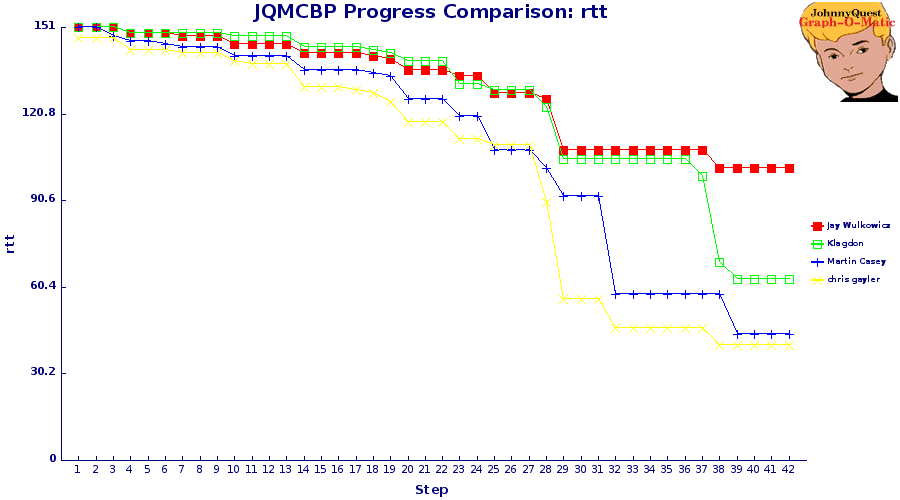 JQMCBP Progress Comparison: rtt
JohnnyQuest
Graph-O-Matic
151
120.8
90.6
60.4
30.2
0
rtt
1 2 3 4 5 6 7 8 9 10 11 12 13 14 15 16 17 18 19 20 21 22 23 24 25 26 27 28 29 30 31 32 33 34 35 36 37 38 39 40 41 42
Step
Jay Wulkowicz
Klagdon
Martin Casey
chris gayler